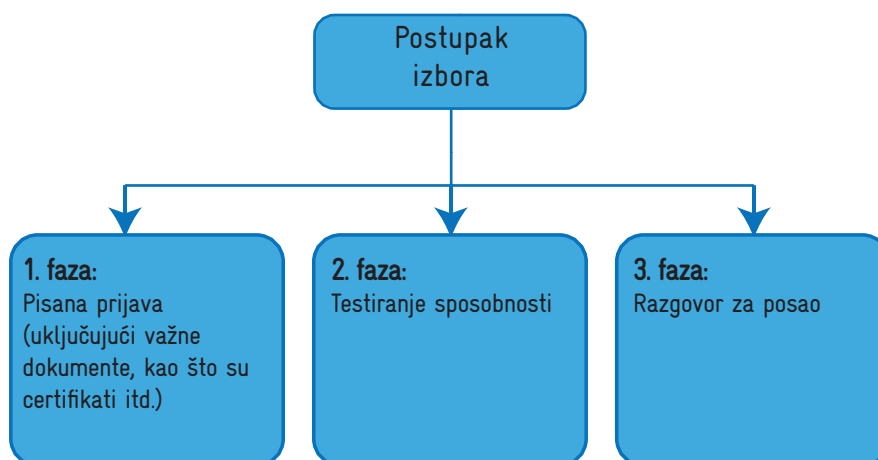 Postupak
izbora
1. faza:
Pisana prijava
(uključujući važne
dokumente, kao što su
certifikati itd.)
2. faza:
Testiranje sposobnosti
3. faza:
Razgovor za posao